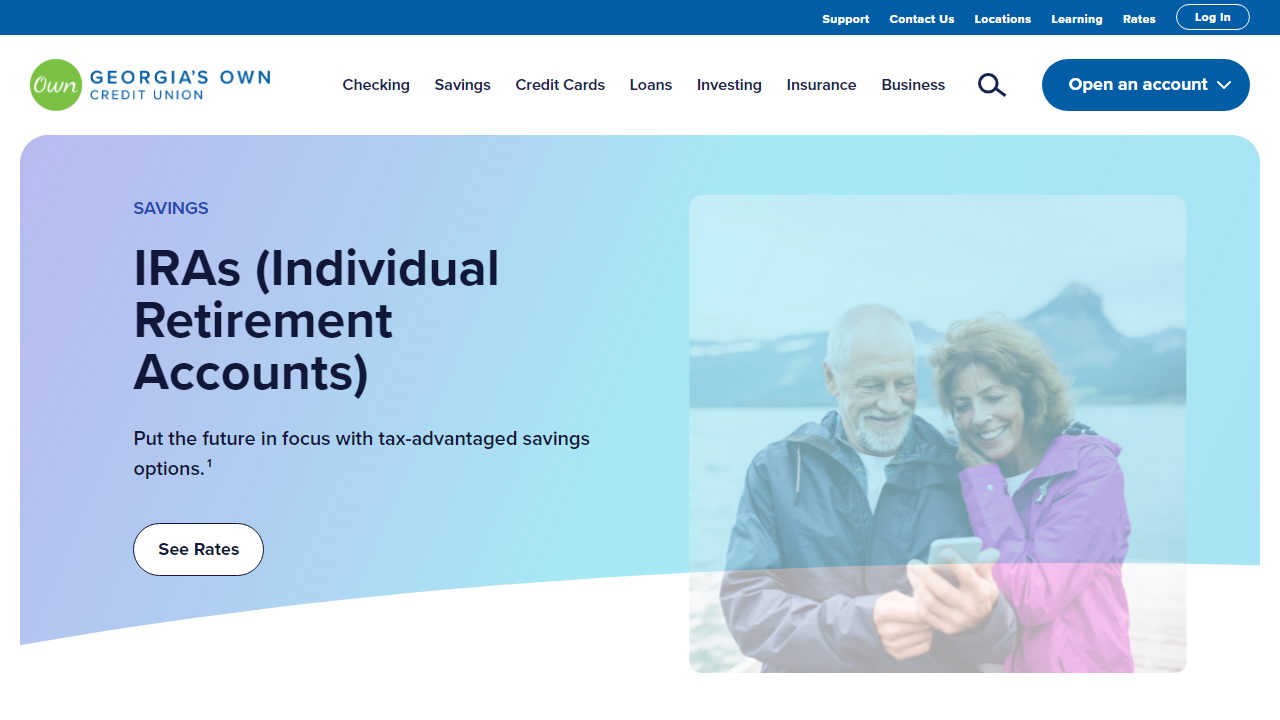 Support Contact Us Locations Learning Rates Log In
Own GEORGIA'S OWN
CREDIT UNION
Checking Savings Credit Cards Loans Investing Insurance Business Open an account
SAVINGS
IRAs (Individual
Retirement
Accounts)
Put the future in focus with tax-advantaged savings
options.¹
See Rates